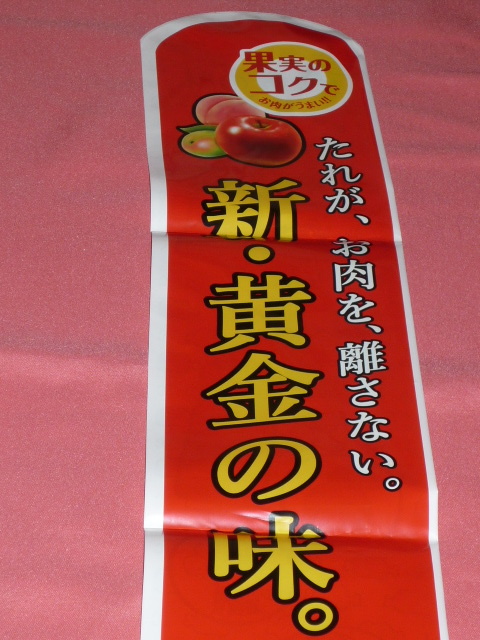 果実の
コクで
お肉がうまい!!
たれが、お肉を、離さない。
新・黄金の味。